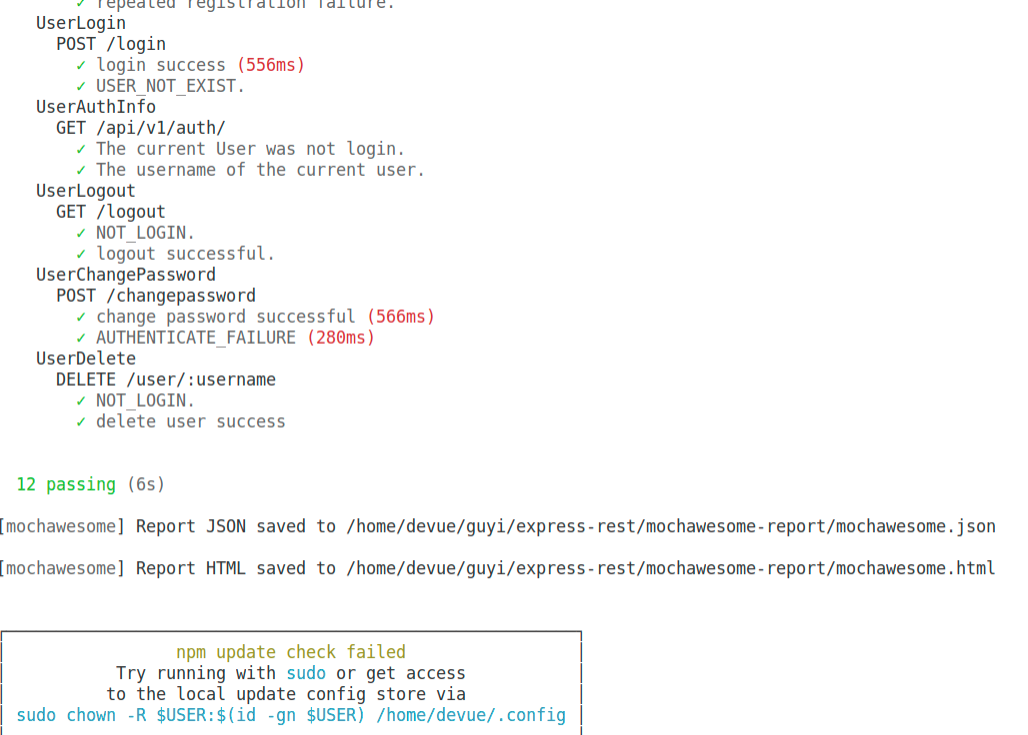 ✓ repeated registration failure.
UserLogin
POST /login
✓ login success (556ms)
✓ USER_NOT_EXIST.
UserAuthInfo
GET /api/v1/auth/
✓ The current User was not login.
✓ The username of the current user.
UserLogout
GET /logout
✓ NOT_LOGIN.
✓ logout successful.
UserChangePassword
POST /changepassword
✓ change password successful (566ms)
✓ AUTHENTICATE_FAILURE (280ms)
UserDelete
DELETE /user/:username
✓ NOT_LOGIN.
✓ delete user success
12 passing (6s)
[mochawesome] Report JSON saved to /home/devue/guyi/express-rest/mochawesome-report/mochawesome.json
[mochawesome] Report HTML saved to /home/devue/guyi/express-rest/mochawesome-report/mochawesome.html
npm update check failed
Try running with sudo or get access
to the local update config store via
sudo chown -R $USER:$(id -gn $USER) /home/devue/.config